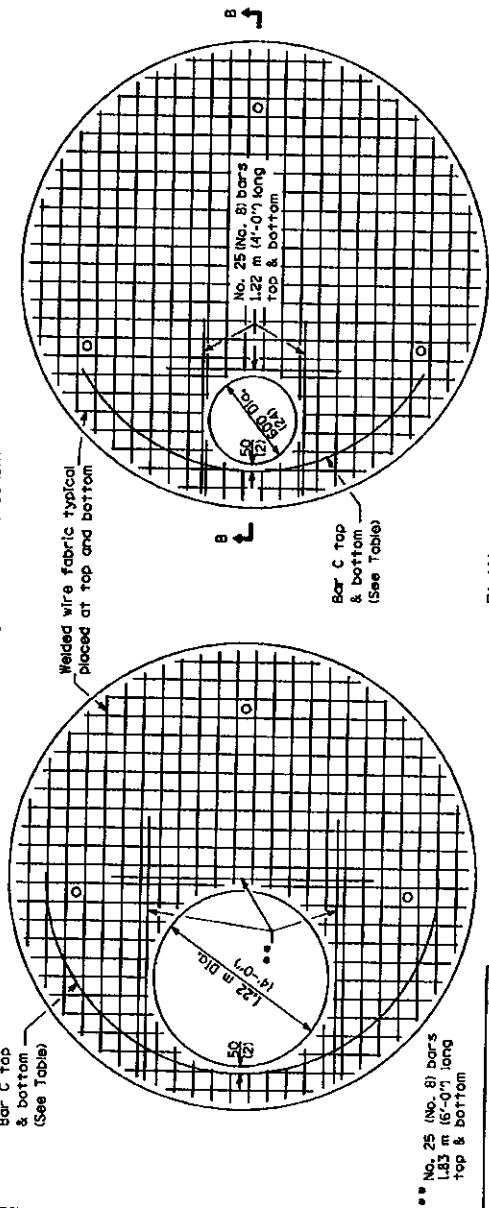 Bar C top
& bottom
(See Table)
Welded wire fabric typical
placed at top and bottom
1.22 m Dia.
(4'-0")
50
(2)
**
** No. 25 (No. 8) bars
1.83 m (6'-0") long
top & bottom
B
B
No. 25 (No. 8) bars
1.22 m (4'-0") long
top & bottom
600 Dia.
(24)
50
(2)
Bar C top
& bottom
(See Table)